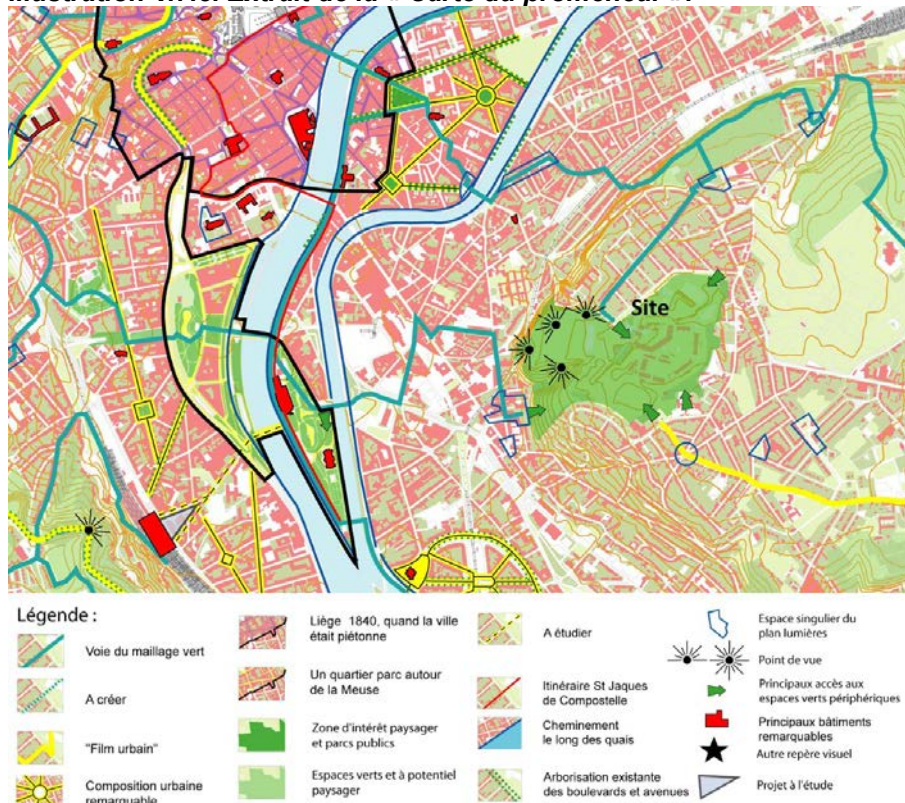 Site
Légende :
Voie du maillage vert
A créer
"Film urbain"
Composition urbaine
remarquable
Liège 1840, quand la ville
était piétonne
Un quartier parc autour
de la Meuse
Zone d'intérêt paysager
et parcs publics
Espaces verts et à potentiel
paysager
A étudier
Itinéraire St Jaques
de Compostelle
Cheminement
le long des quais
Arborisation existante
des boulevards et avenues
Espace singulier du
plan lumières
Point de vue
Principaux accès aux
espaces verts périphériques
Principaux bâtiments
remarquables
Autre repère visuel
Projet à l'étude